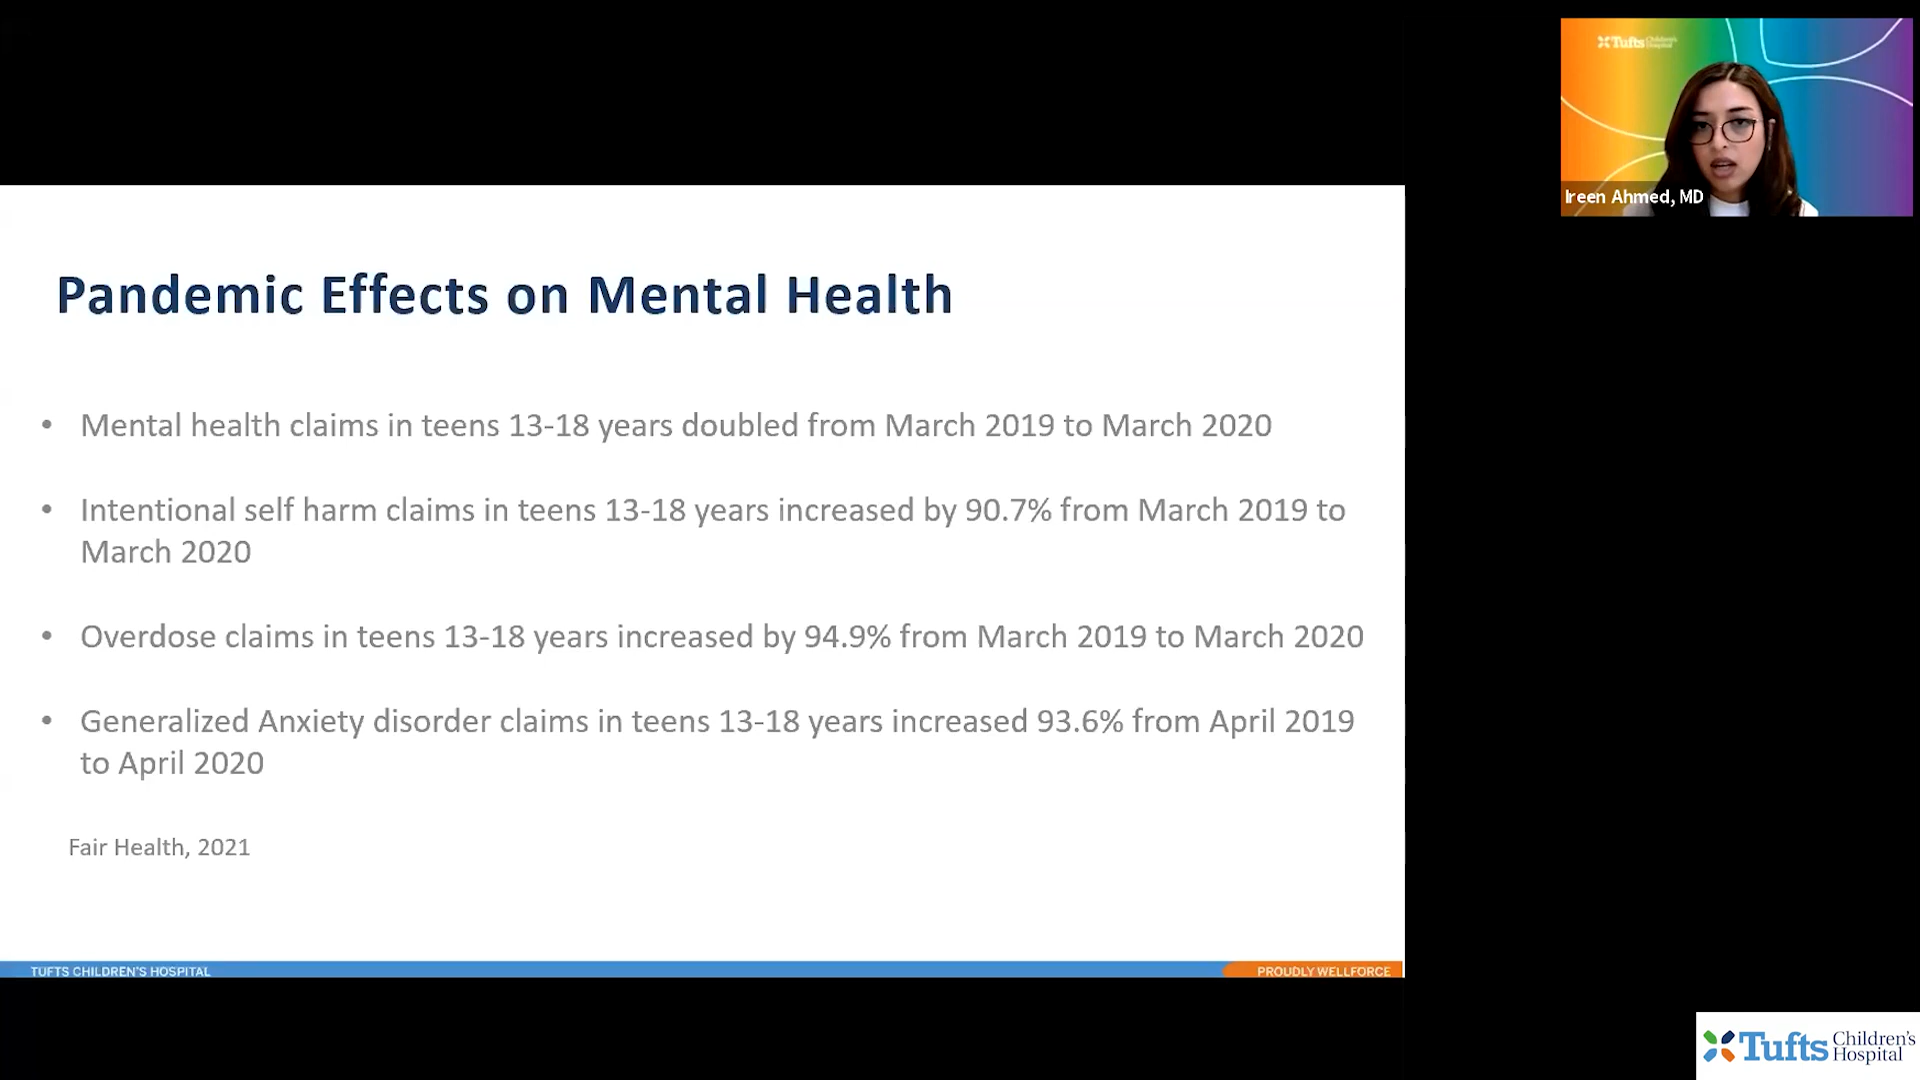 Tufts Children's Hospital
Ireen Ahmed, MD
Pandemic Effects on Mental Health
• Mental health claims in teens 13-18 years doubled from March 2019 to March 2020
• Intentional self harm claims in teens 13-18 years increased by 90.7% from March 2019 to
March 2020
• Overdose claims in teens 13-18 years increased by 94.9% from March 2019 to March 2020
• Generalized Anxiety disorder claims in teens 13-18 years increased 93.6% from April 2019
to April 2020
Fair Health, 2021
TUFTS CHILDREN'S HOSPITAL
PROUDLY WELLFORCE
Tufts Children's
Hospital